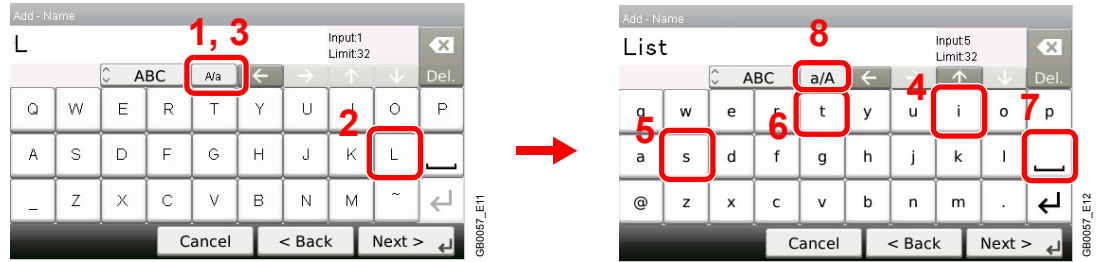 Add - Name
L
1, 3
Input:1
Limit:32
ABC A/a ← → ↑ ↓ Del.
Q W E R T Y U I O P
2
A S D F G H J K L
_ Z X C V B N M ~
Cancel < Back Next >
GB0057_E11
Add - Name
List
8
Input:5
Limit:32
ABC a/A ← → ↑ ↓ Del.
4
7
q w e r t y u i o p
5
6
a s d f g h j k l
@ z x c v b n m .
Cancel < Back Next >
GB0057_E12